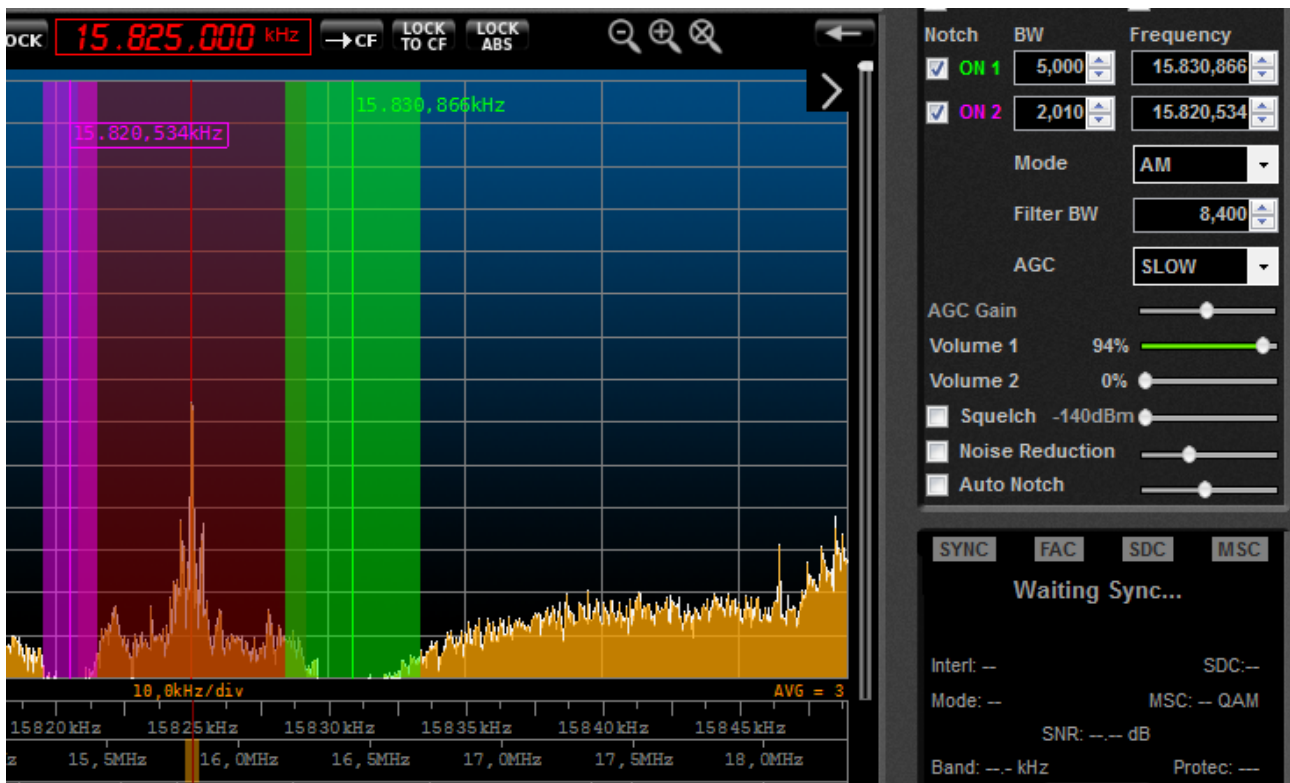 OCK 15.825,000 kHz →CF LOCK TO CF LOCK ABS
15.830,866kHz
15.820,534kHz
10,0kHz/div AVG = 3
15820kHz 15825kHz 15830kHz 15835kHz 15840kHz 15845kHz
z 15,5MHz 16,0MHz 16,5MHz 17,0MHz 17,5MHz 18,0MHz
Notch BW Frequency
ON 1 5,000 15.830,866
ON 2 2,010 15.820,534
Mode AM
Filter BW 8,400
AGC SLOW
AGC Gain
Volume 1 94%
Volume 2 0%
Squelch -140dBm
Noise Reduction
Auto Notch
SYNC FAC SDC MSC
Waiting Sync...
Interl: -- SDC:--
Mode: -- MSC: -- QAM
SNR: --.-- dB
Band: --.- kHz Protec: ---